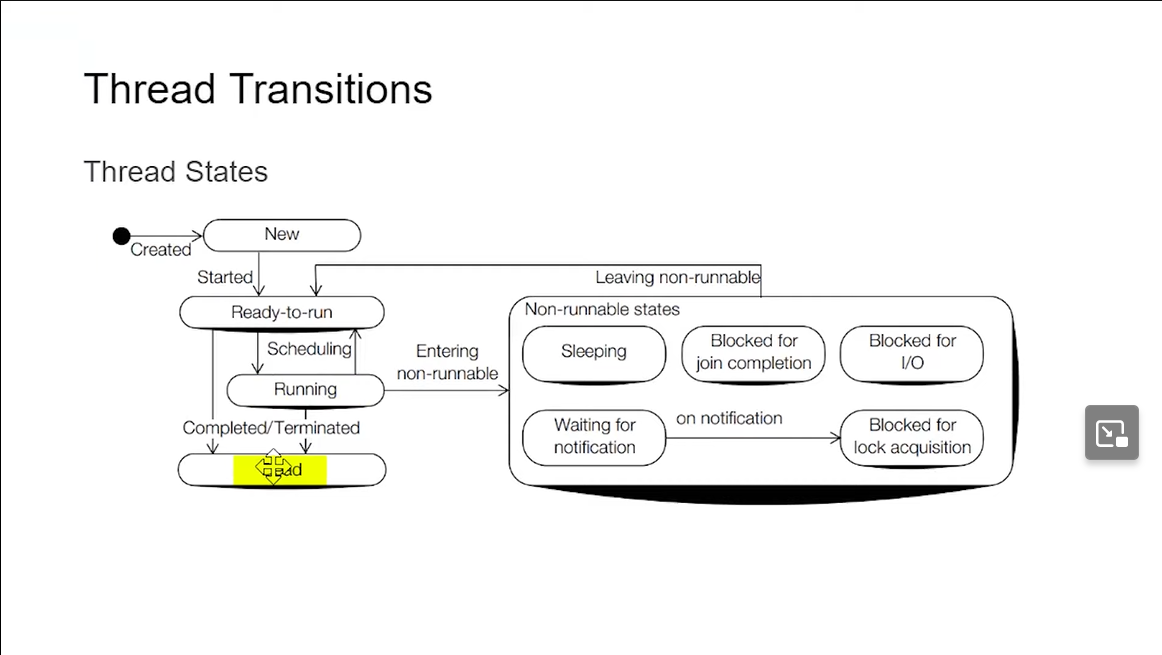 Thread Transitions
Thread States
New
Created
Started
Leaving non-runnable
Ready-to-run
Non-runnable states
Scheduling
Sleeping
Blocked for
join completion
Blocked for
I/O
Entering
non-runnable
Running
Completed/Terminated
Waiting for
notification
on notification
Blocked for
lock acquisition